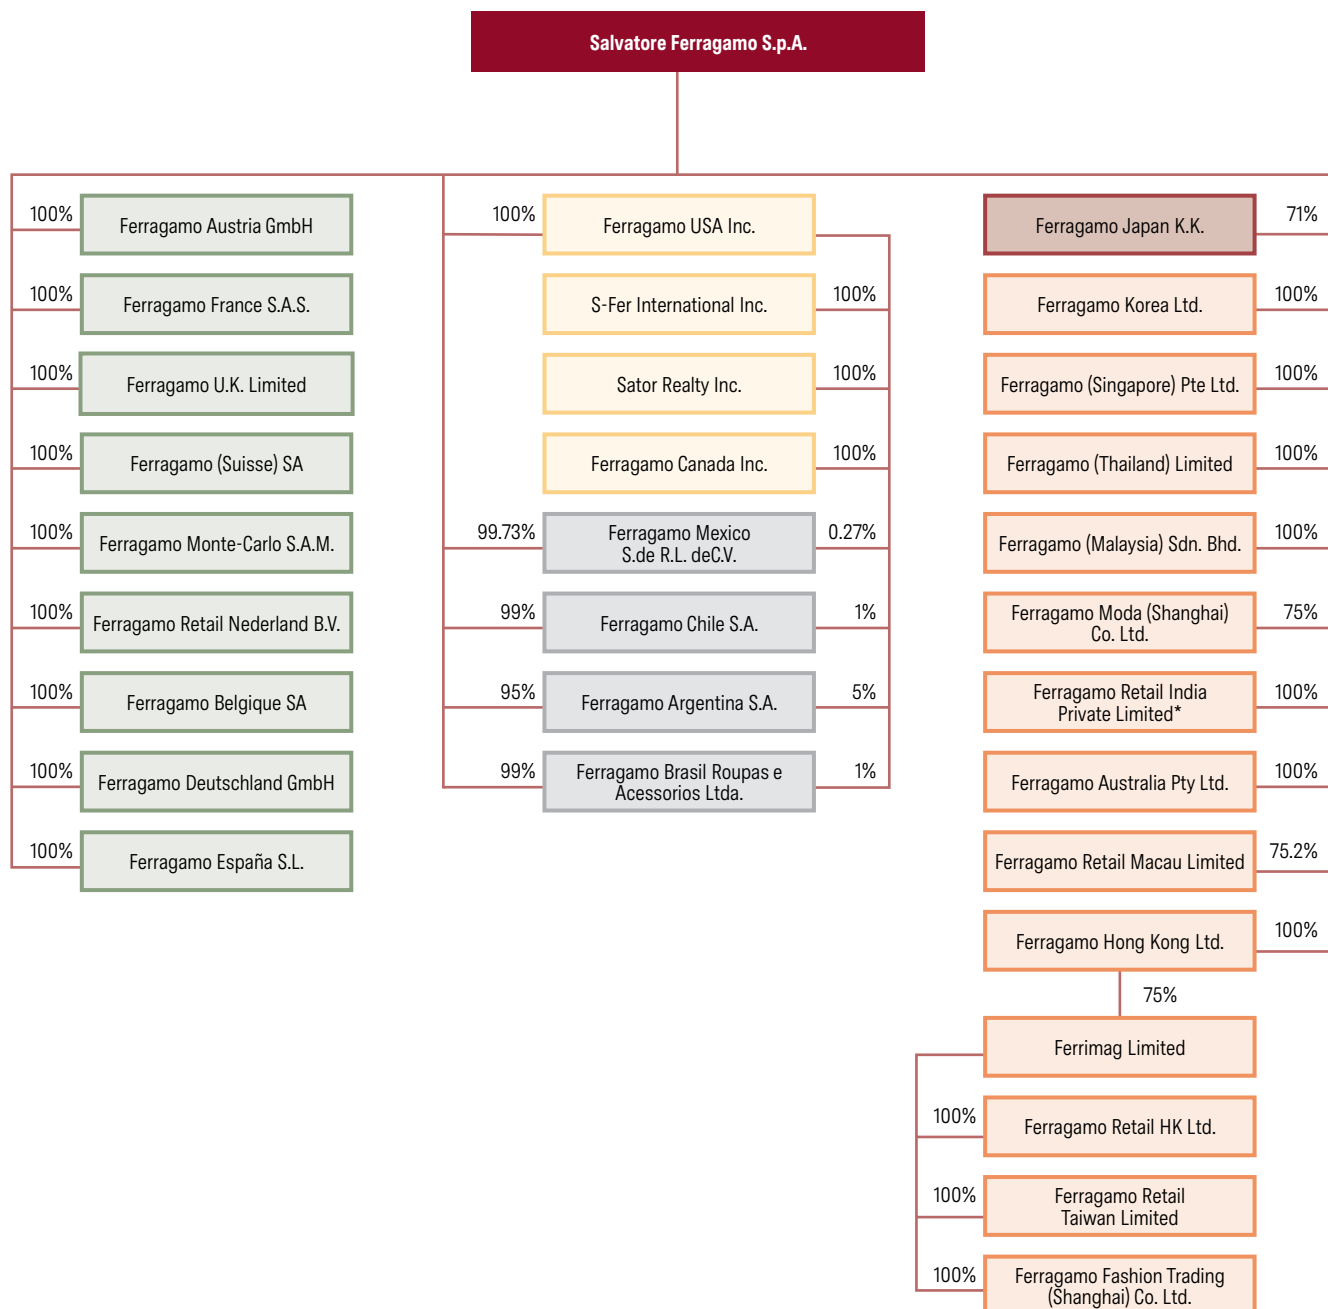 Salvatore Ferragamo S.p.A.
100%
Ferragamo Austria GmbH
100%
Ferragamo France S.A.S.
100%
Ferragamo U.K. Limited
100%
Ferragamo (Suisse) SA
100%
Ferragamo Monte-Carlo S.A.M.
100%
Ferragamo Retail Nederland B.V.
100%
Ferragamo Belgique SA
100%
Ferragamo Deutschland GmbH
100%
Ferragamo España S.L.
100%
Ferragamo USA Inc.
S-Fer International Inc.
100%
Sator Realty Inc.
100%
Ferragamo Canada Inc.
100%
99.73%
Ferragamo Mexico
S.de R.L. deC.V.
0.27%
99%
Ferragamo Chile S.A.
1%
95%
Ferragamo Argentina S.A.
5%
99%
Ferragamo Brasil Roupas e
Acessorios Ltda.
1%
Ferragamo Japan K.K.
71%
Ferragamo Korea Ltd.
100%
Ferragamo (Singapore) Pte Ltd.
100%
Ferragamo (Thailand) Limited
100%
Ferragamo (Malaysia) Sdn. Bhd.
100%
Ferragamo Moda (Shanghai)
Co. Ltd.
75%
Ferragamo Retail India
Private Limited*
100%
Ferragamo Australia Pty Ltd.
100%
Ferragamo Retail Macau Limited
75.2%
Ferragamo Hong Kong Ltd.
100%
75%
Ferrimag Limited
100%
Ferragamo Retail HK Ltd.
100%
Ferragamo Retail
Taiwan Limited
100%
Ferragamo Fashion Trading
(Shanghai) Co. Ltd.